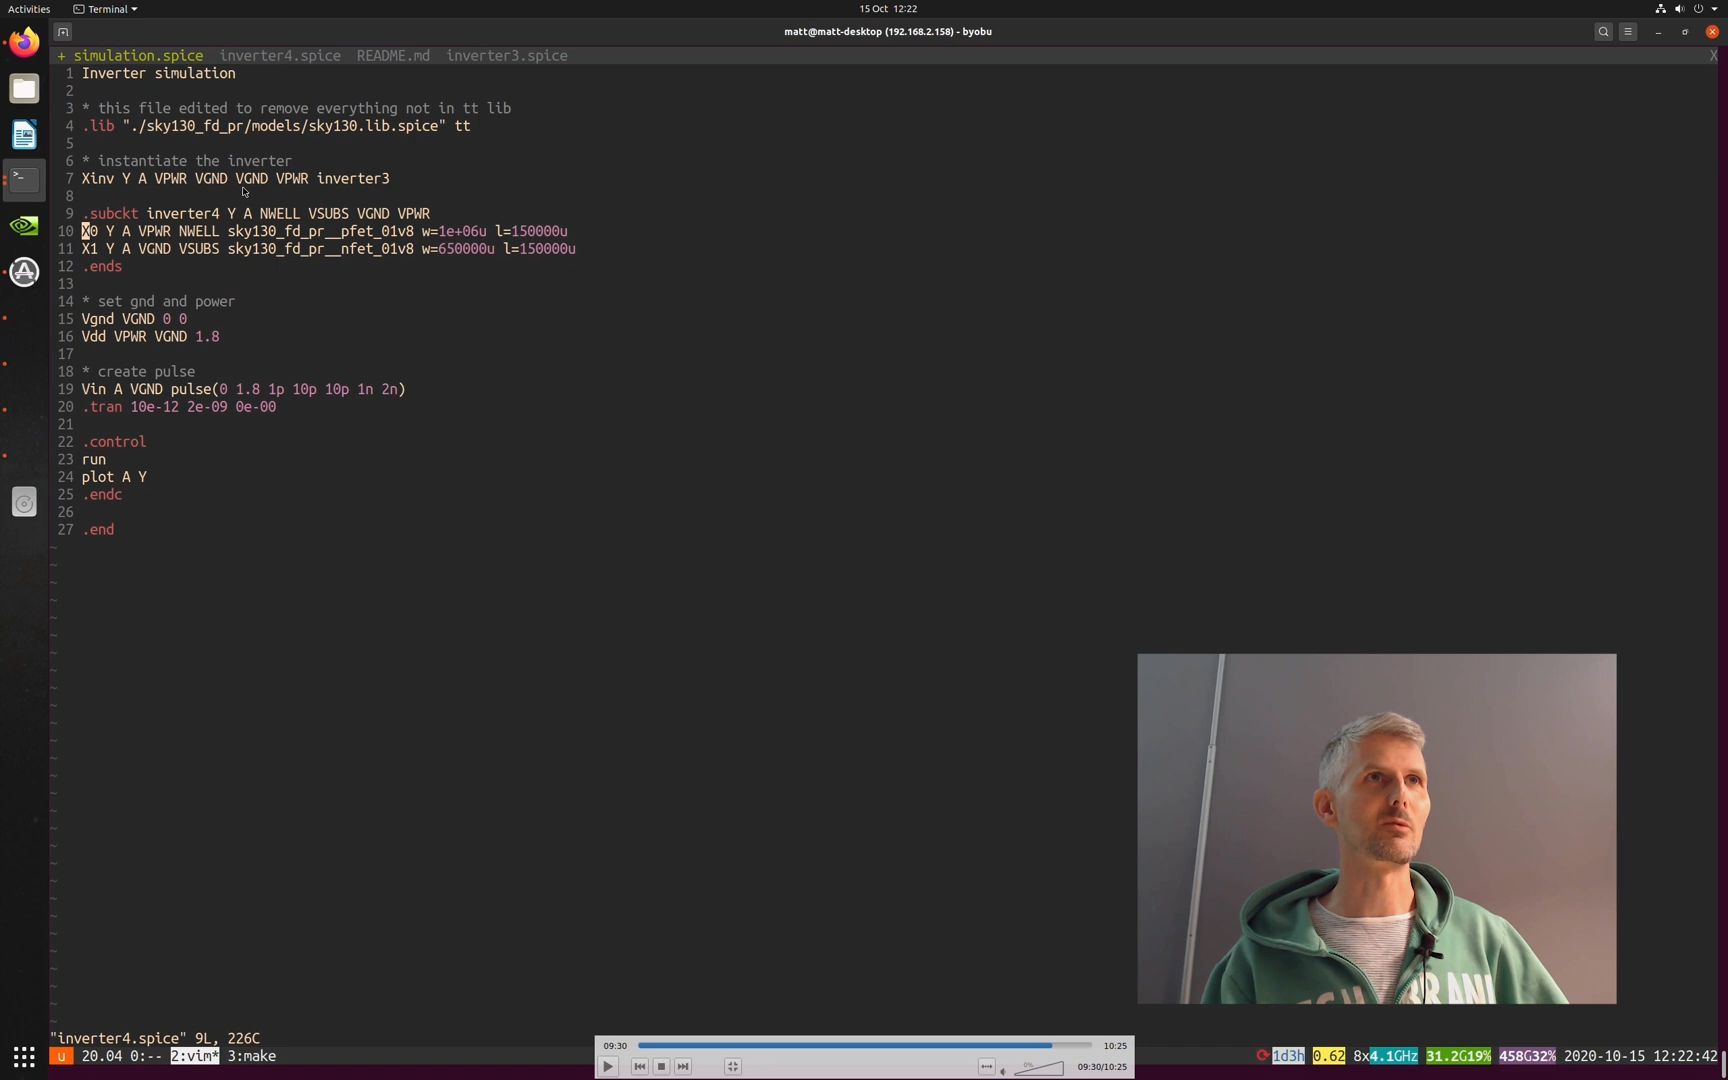 Activities
Terminal
15 Oct 12:22
matt@matt-desktop (192.168.2.158) - byobu
+ simulation.spice inverter4.spice README.md inverter3.spice X
1 Inverter simulation
2
3 * this file edited to remove everything not in tt lib
4 .lib "./sky130_fd_pr/models/sky130.lib.spice" tt
5
6 * instantiate the inverter
7 Xinv Y A VPWR VGND VGND VPWR inverter3
8
9 .subckt inverter4 Y A NWELL VSUBS VGND VPWR
10 X0 Y A VPWR NWELL sky130_fd_pr__pfet_01v8 w=1e+06u l=150000u
11 X1 Y A VGND VSUBS sky130_fd_pr__nfet_01v8 w=650000u l=150000u
12 .ends
13
14 * set gnd and power
15 Vgnd VGND 0 0
16 Vdd VPWR VGND 1.8
17
18 * create pulse
19 Vin A VGND pulse(0 1.8 1p 10p 10p 1n 2n)
20 .tran 10e-12 2e-09 0e-00
21
22 .control
23 run
24 plot A Y
25 .endc
26
27 .end
"inverter4.spice" 9L, 226C
u 20.04 0:-- 2:vim* 3:make
09:30 10:25
0% 09:30/10:25
1d3h 0.62 8x4.1GHz 31.2G19% 458G32% 2020-10-15 12:22:42